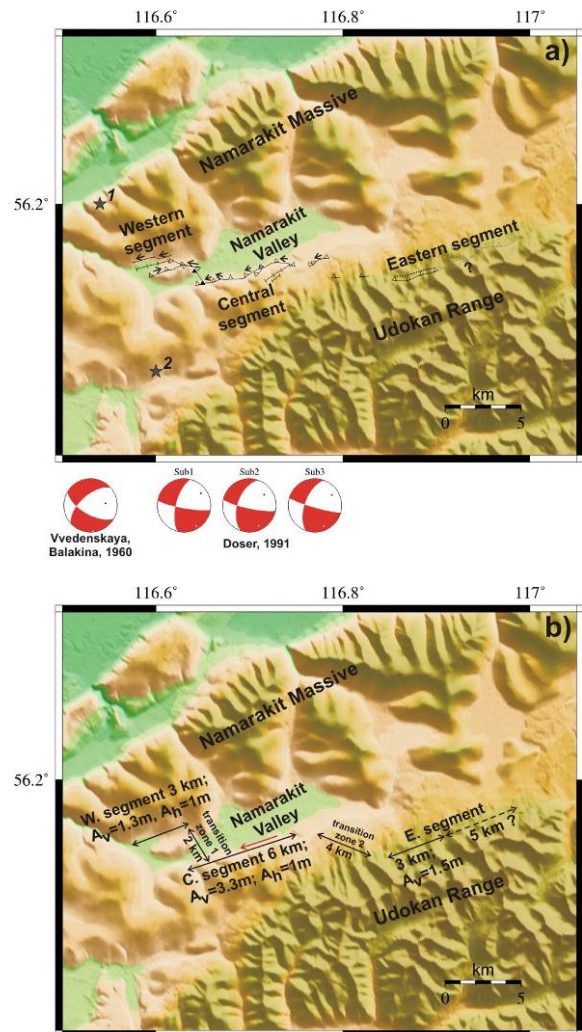 116.6° 116.8° 117°
a)
Namarakit Massive
1
56.2°
Western
segment
Namarakit
Valley
Eastern segment
?
Central
segment
Udokan Range
2
km
0 5
Sub1 Sub2 Sub3
Vvedenskaya,
Balakina, 1960
Doser, 1991
116.6° 116.8° 117°
b)
Namarakit Massive
56.2°
W. segment 3 km;
Av=1.3m, Ah=1m
Namarakit
Valley
transition
zone 1
2 km
transition
zone 2
4 km
E. segment
5 km ?
3 km;
Av=1.5m
C. segment 6 km;
Av=3.3m; Ah=1m
Udokan Range
km
0 5